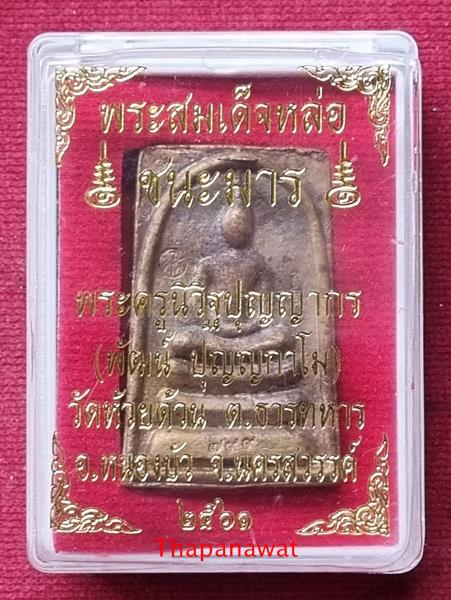 พระสมเด็จหล่อ
ชนะมาร
พระครูนิวิฐปุญญากร
(พัฒน์ ปุญญกาโม)
วัดห้วยด้วน ต.ธารทหาร
อ.หนองบัว จ.นครสวรรค์
๒๕๖๑
Thapanawat